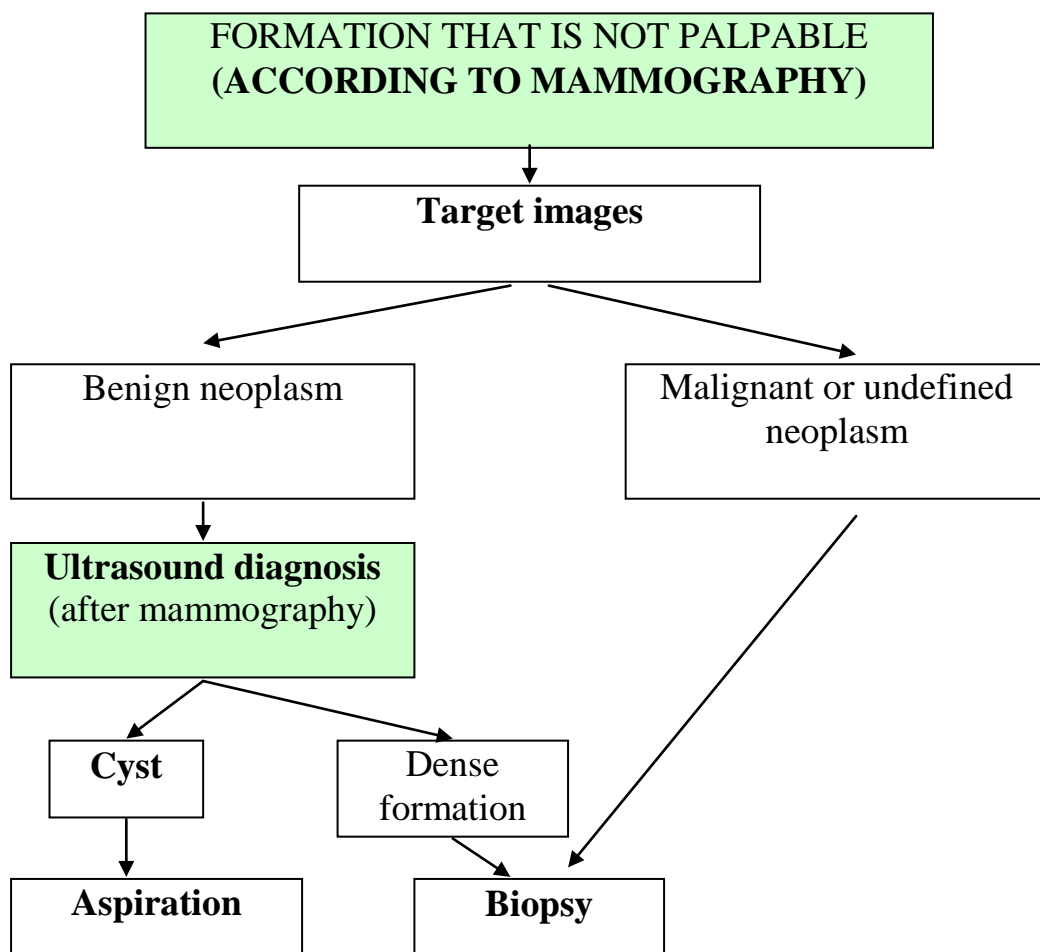 FORMATION THAT IS NOT PALPABLE
(ACCORDING TO MAMMOGRAPHY)
Target images
Benign neoplasm
Malignant or undefined
neoplasm
Ultrasound diagnosis
(after mammography)
Cyst
Dense
formation
Aspiration
Biopsy